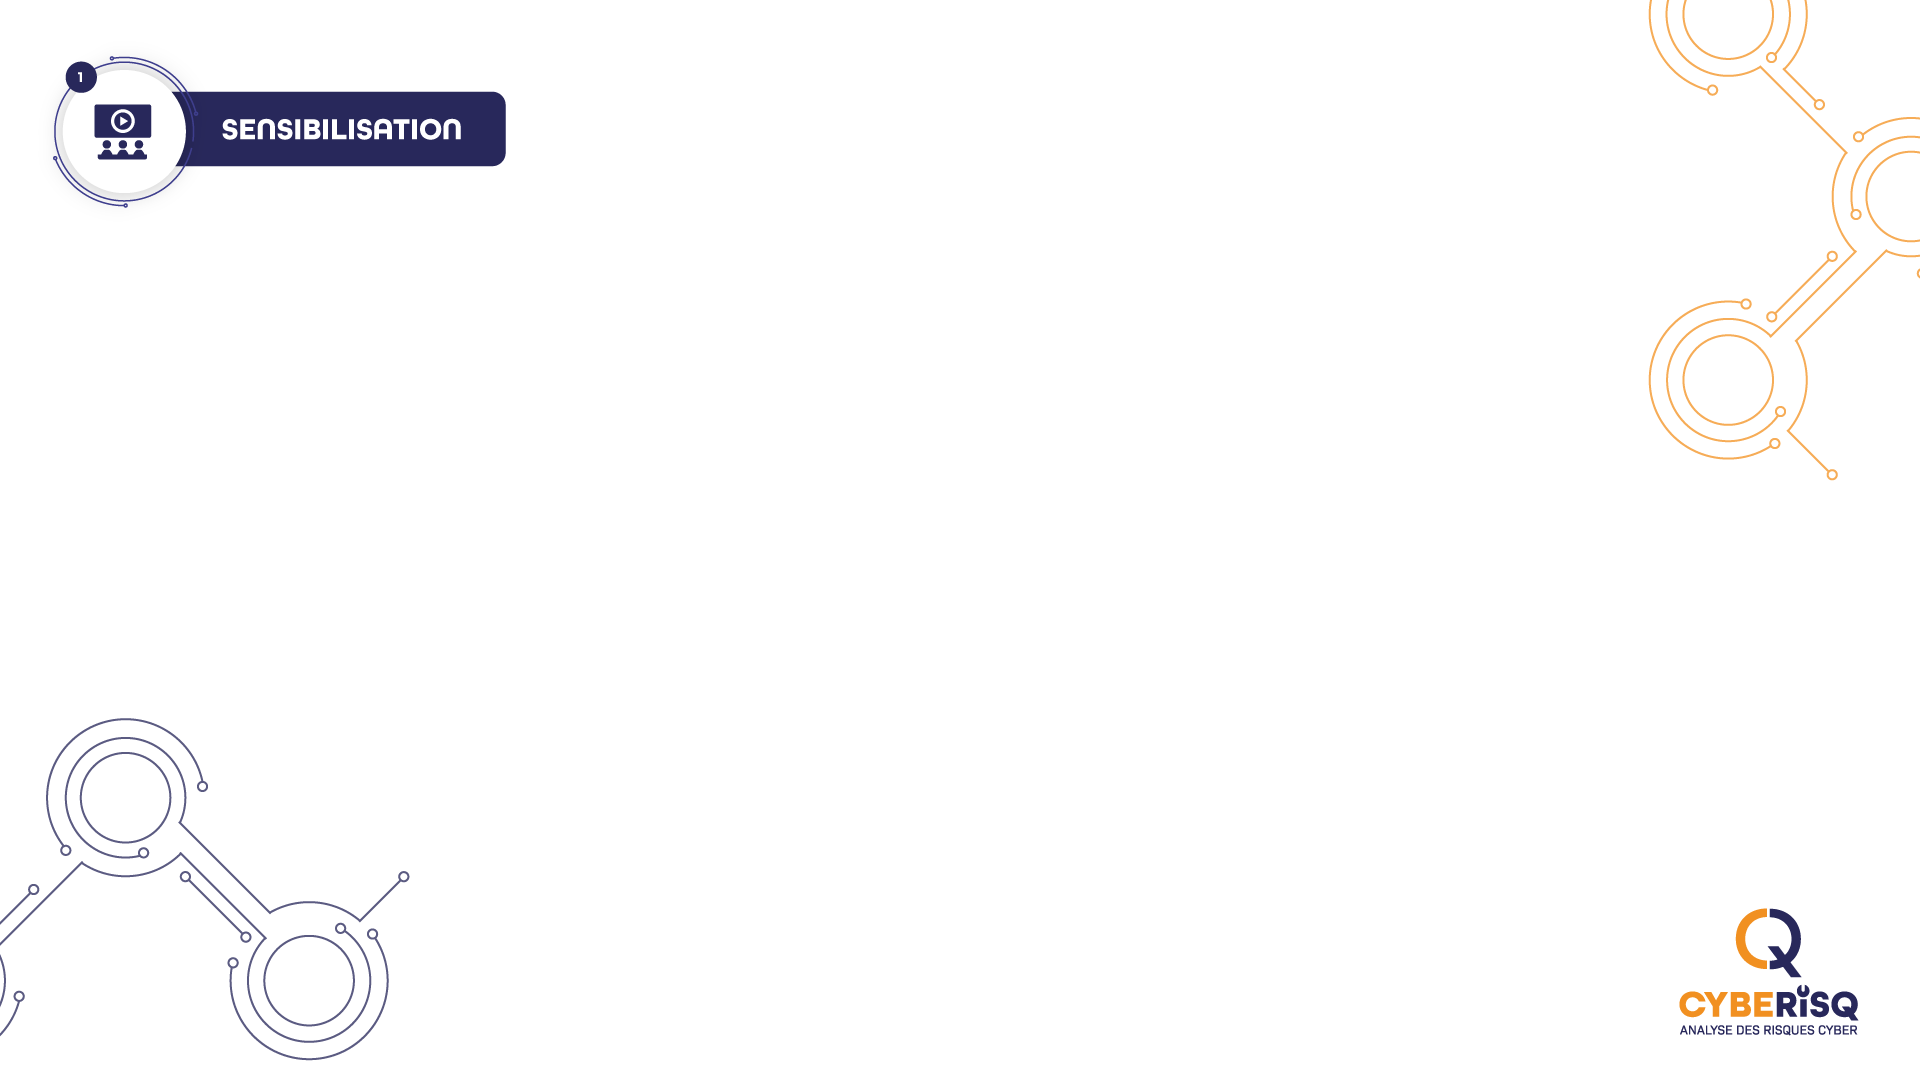 1
SENSIBILISATION
CYBERISQ
ANALYSE DES RISQUES CYBER